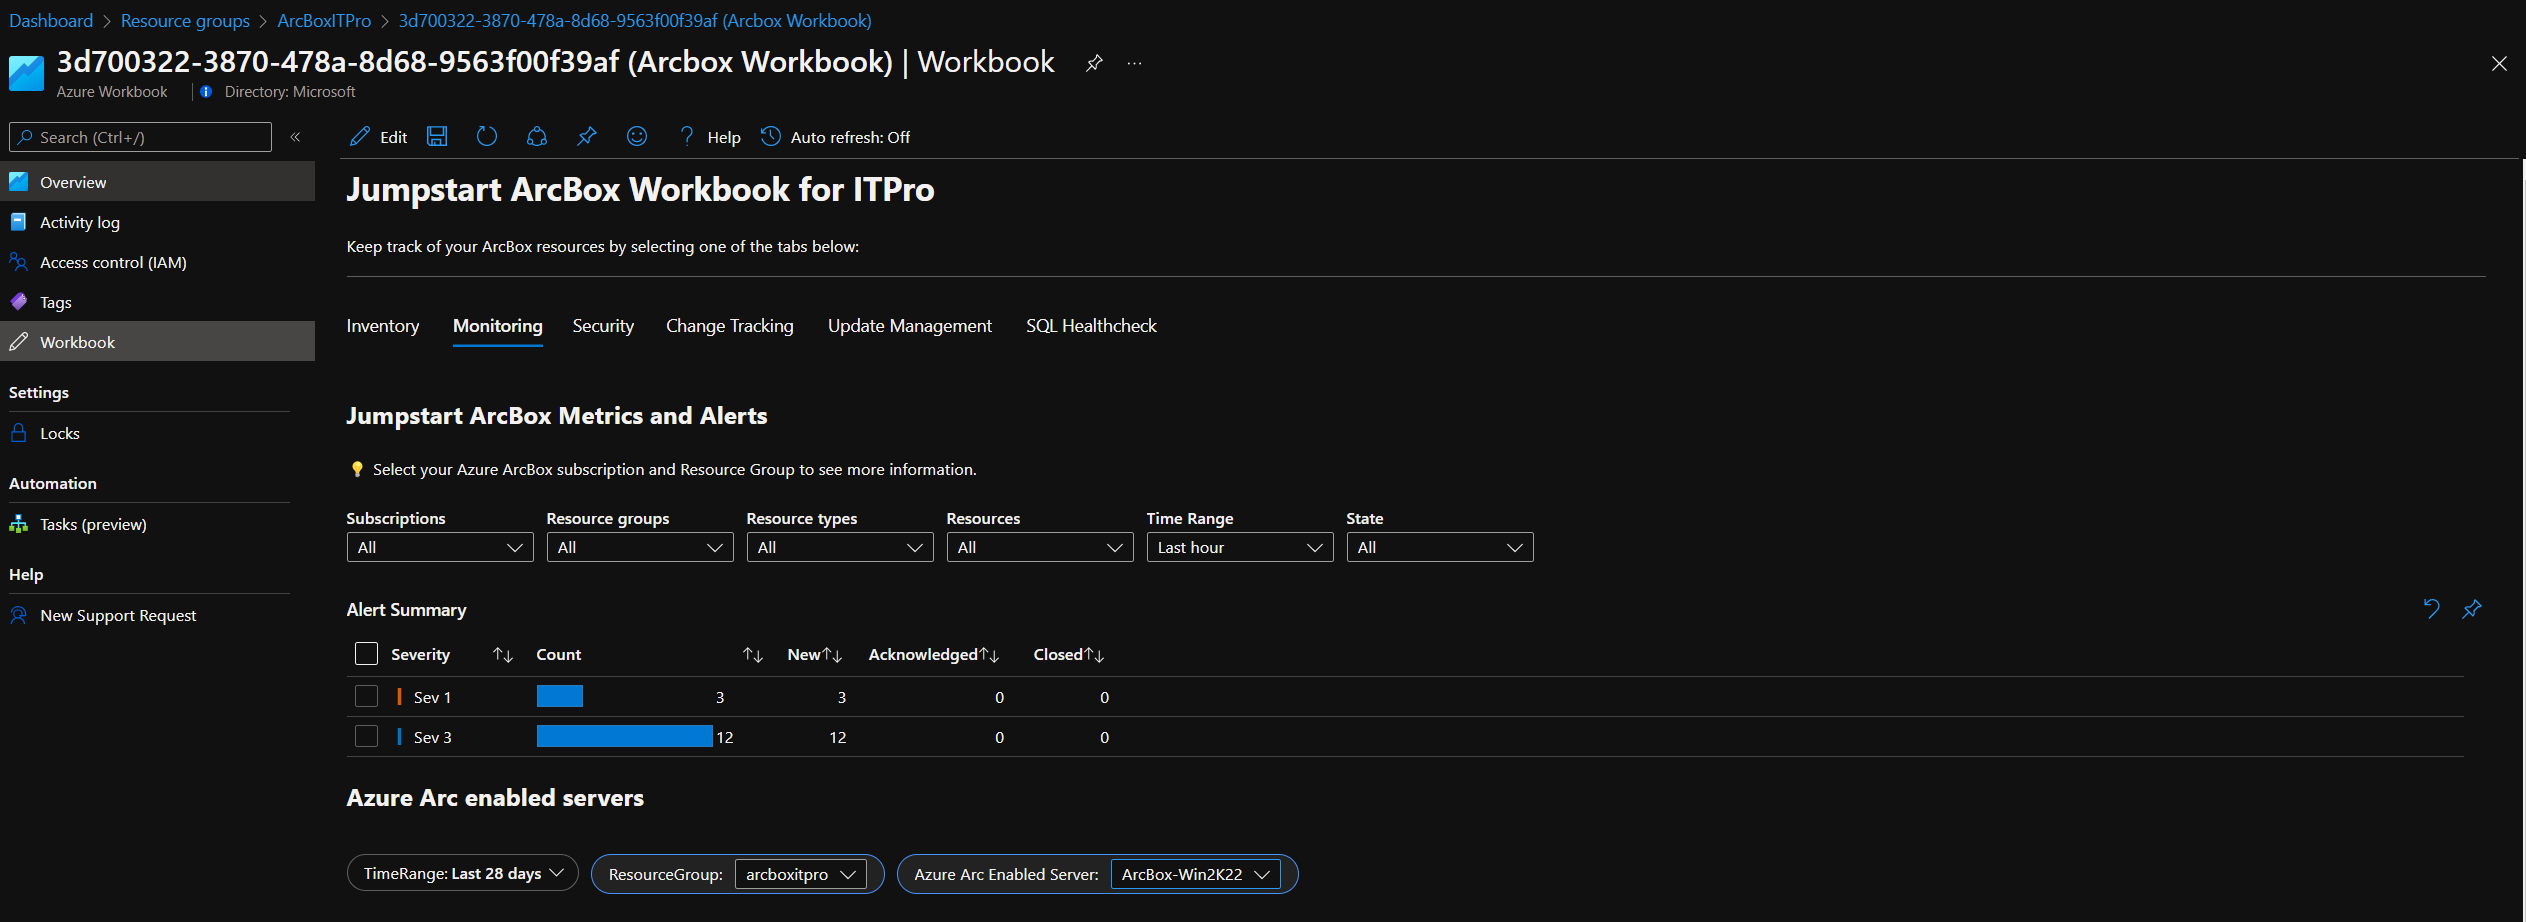 Dashboard > Resource groups > ArcBoxITPro > 3d700322-3870-478a-8d68-9563f00f39af (Arcbox Workbook)
3d700322-3870-478a-8d68-9563f00f39af (Arcbox Workbook) | Workbook ...
Azure Workbook | Directory: Microsoft
Search (Ctrl+/) «
Edit Help Auto refresh: Off
Overview
Activity log
Access control (IAM)
Tags
Workbook
Settings
Locks
Automation
Tasks (preview)
Help
New Support Request
Jumpstart ArcBox Workbook for ITPro
Keep track of your ArcBox resources by selecting one of the tabs below:
Inventory Monitoring Security Change Tracking Update Management SQL Healthcheck
Jumpstart ArcBox Metrics and Alerts
💡 Select your Azure ArcBox subscription and Resource Group to see more information.
Subscriptions Resource groups Resource types Resources Time Range State
All All All All Last hour All
Alert Summary
Severity ↑↓ Count ↑↓ New↑↓ Acknowledged↑↓ Closed↑↓
Sev 1 3 3 0 0
Sev 3 12 12 0 0
Azure Arc enabled servers
TimeRange: Last 28 days ResourceGroup: arcboxitpro Azure Arc Enabled Server: ArcBox-Win2K22